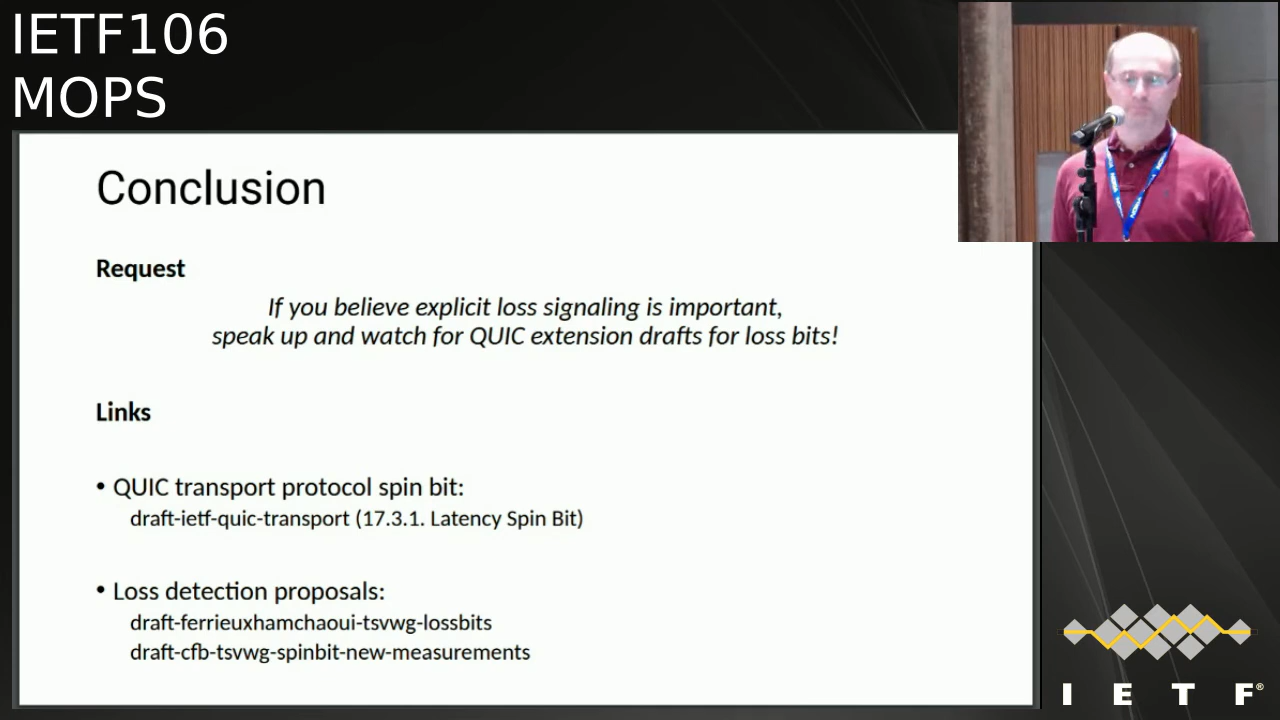 IETF106
MOPS
Conclusion
Request
If you believe explicit loss signaling is important,
speak up and watch for QUIC extension drafts for loss bits!
Links
• QUIC transport protocol spin bit:
draft-ietf-quic-transport (17.3.1. Latency Spin Bit)
• Loss detection proposals:
draft-ferrieuxhamchaoui-tsvwg-lossbits
draft-cfb-tsvwg-spinbit-new-measurements
I E T F®